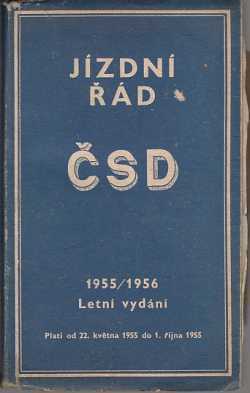 JÍZDNÍ
ŘÁD
ČSD
1955/1956
Letní vydání
Platí od 22. května 1955 do 1. října 1955